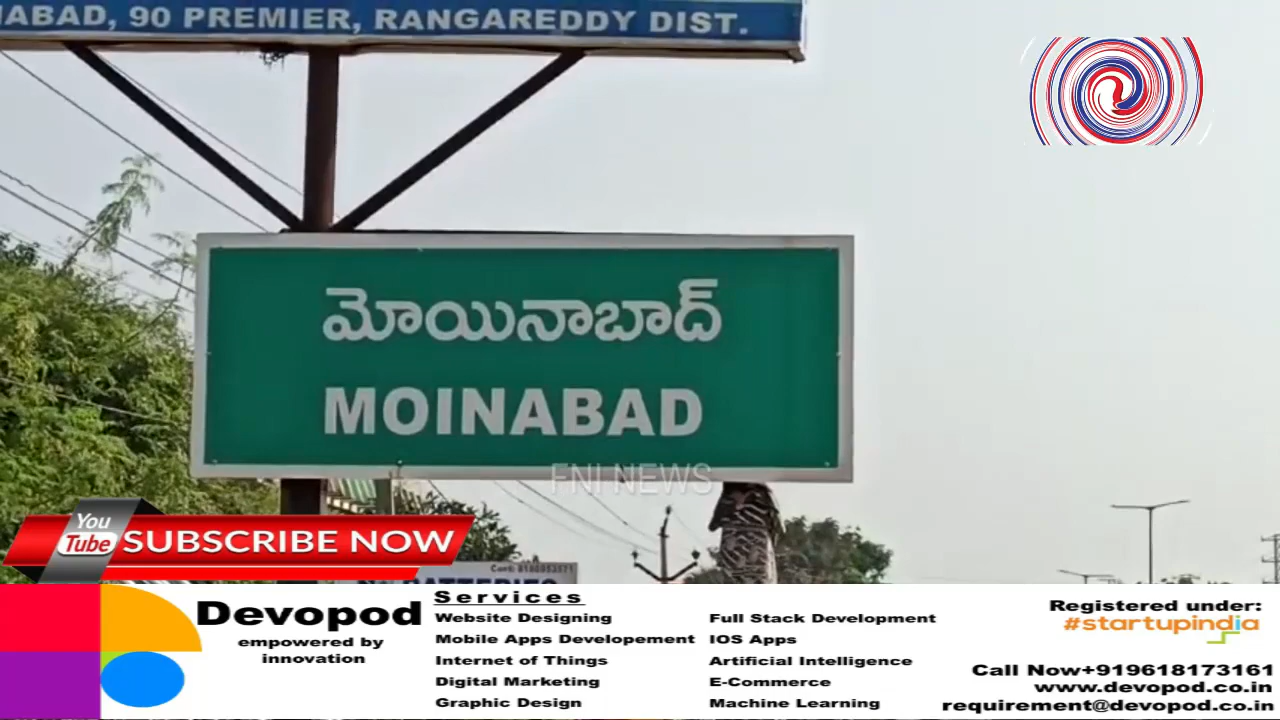 ABAD, 90 PREMIER, RANGAREDDY DIST.
మోయినాబాద్
MOINABAD
FNI NEWS
You
Tube
SUBSCRIBE NOW
BATTERIES
Devopod
empowered by
innovation
Services
Website Designing
Mobile Apps Developement
Internet of Things
Digital Marketing
Graphic Design
Full Stack Development
IOS Apps
Artificial Intelligence
E-Commerce
Machine Learning
Registered under:
#startupindia
Call Now+919618173161
www.devopod.co.in
requirement@devopod.co.in